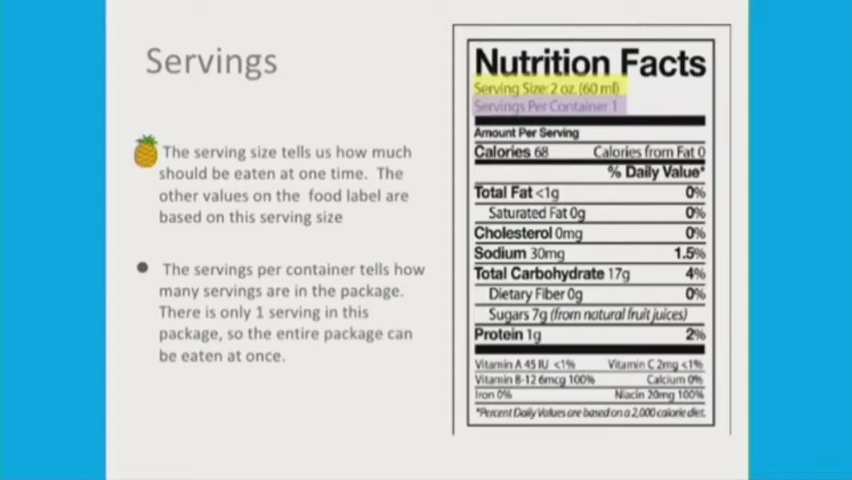 Servings
The serving size tells us how much
should be eaten at one time. The
other values on the food label are
based on this serving size
The servings per container tells how
many servings are in the package.
There is only 1 serving in this
package, so the entire package can
be eaten at once.
Nutrition Facts
Serving Size: 2 oz. (60 ml)
Servings Per Container 1
Amount Per Serving
Calories 68 Calories from Fat 0
% Daily Value*
Total Fat <1g 0%
Saturated Fat 0g 0%
Cholesterol 0mg 0%
Sodium 30mg 1.5%
Total Carbohydrate 17g 4%
Dietary Fiber 0g 0%
Sugars 7g (from natural fruit juices)
Protein 1g 2%
Vitamin A 45 IU <1% Vitamin C 2mg <1%
Vitamin B-12 6mcg 100% Calcium 0%
Iron 0% Niacin 20mg 100%
*Percent Daily Values are based on a 2,000 calorie diet.